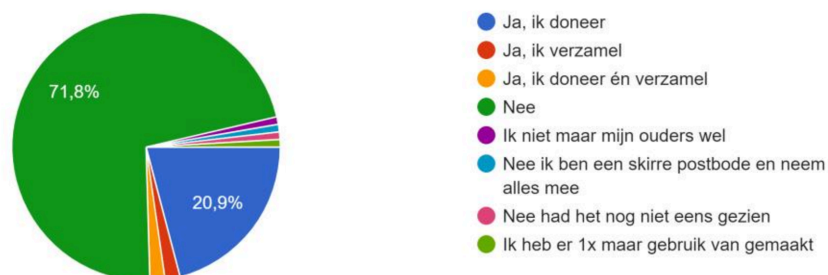 71,8%
20,9%
Ja, ik doneer
Ja, ik verzamel
Ja, ik doneer én verzamel
Nee
Ik niet maar mijn ouders wel
Nee ik ben een skirre postbode en neem
alles mee
Nee had het nog niet eens gezien
Ik heb er 1x maar gebruik van gemaakt